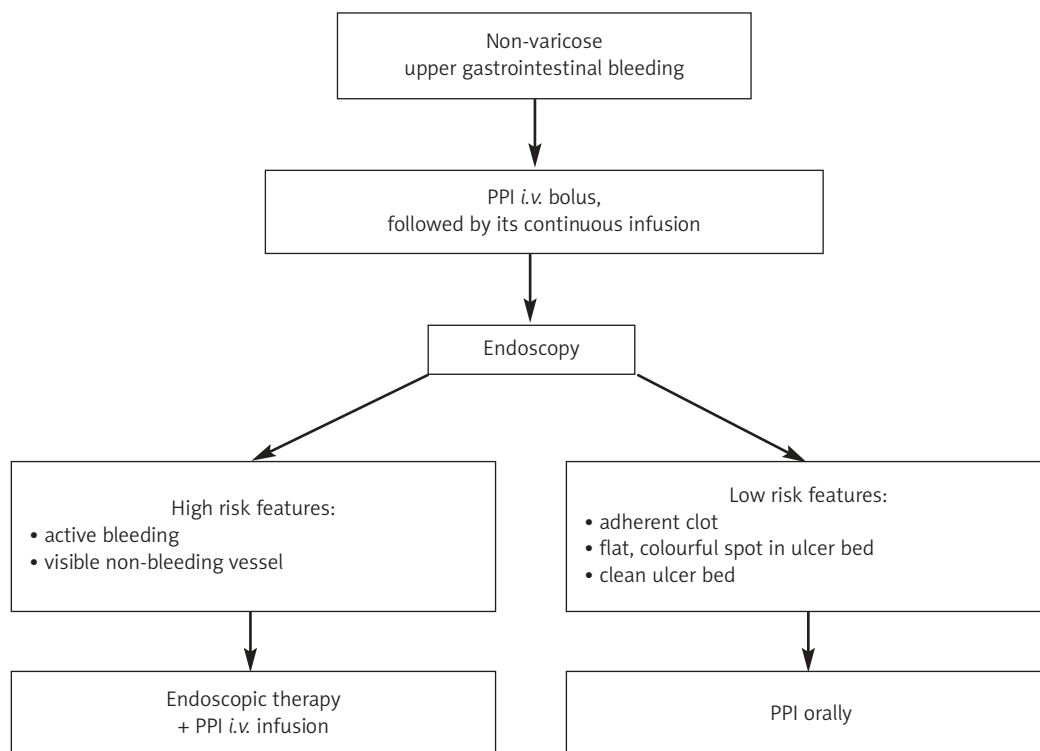 Non-varicose
upper gastrointestinal bleeding
PPI i.v. bolus,
followed by its continuous infusion
Endoscopy
High risk features:
• active bleeding
• visible non-bleeding vessel
Low risk features:
• adherent clot
• flat, colourful spot in ulcer bed
• clean ulcer bed
Endoscopic therapy
+ PPI i.v. infusion
PPI orally